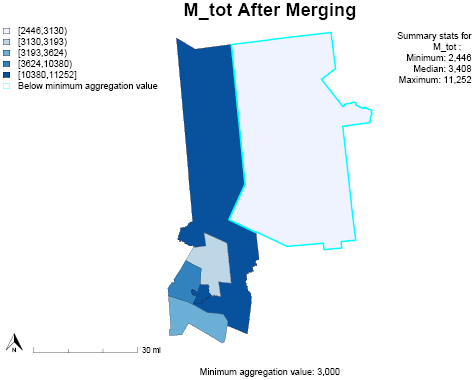 M_tot After Merging
[2446,3130)
[3130,3193)
[3193,3624)
[3624,10380)
[10380,11252]
Below minimum aggregation value
Summary stats for
M_tot :
Minimum: 2,446
Median: 3,408
Maximum: 11,252
N
30 mi
Minimum aggregation value: 3,000